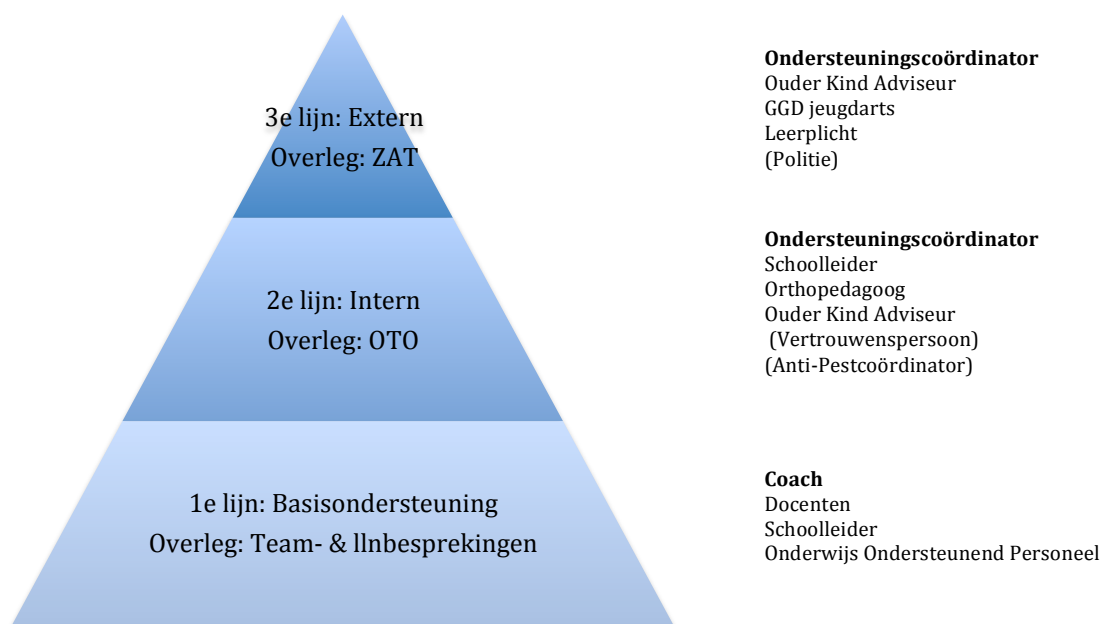 3e lijn: Extern
Overleg: ZAT
Ondersteuningscoördinator
Ouder Kind Adviseur
GGD jeugdarts
Leerplicht
(Politie)
2e lijn: Intern
Overleg: OTO
Ondersteuningscoördinator
Schoolleider
Orthopedagoog
Ouder Kind Adviseur
(Vertrouwenspersoon)
(Anti-Pestcoördinator)
1e lijn: Basisondersteuning
Overleg: Team- & llnbesprekingen
Coach
Docenten
Schoolleider
Onderwijs Ondersteunend Personeel